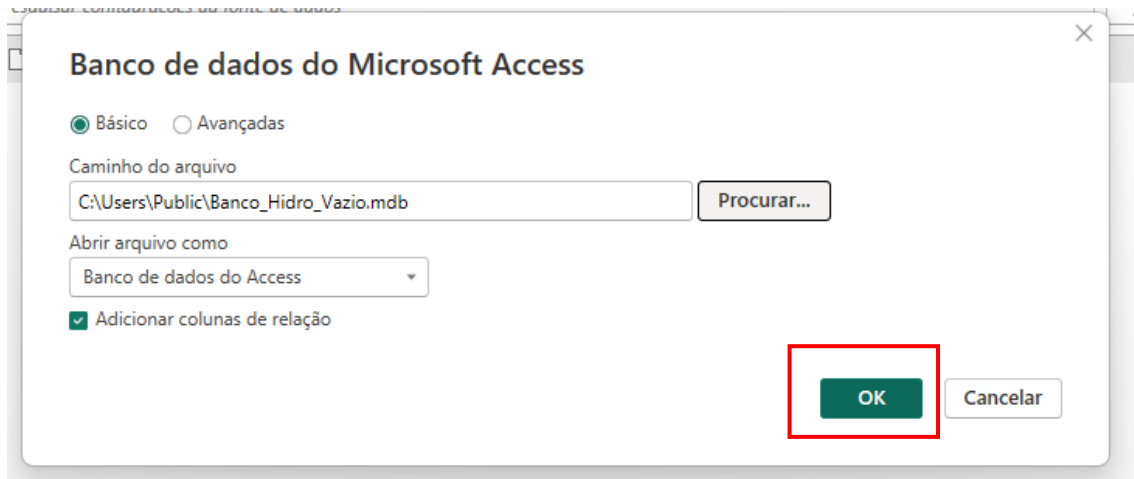 Banco de dados do Microsoft Access
Básico Avançadas
Caminho do arquivo
C:\Users\Public\Banco_Hidro_Vazio.mdb Procurar...
Abrir arquivo como
Banco de dados do Access
Adicionar colunas de relação
OK Cancelar